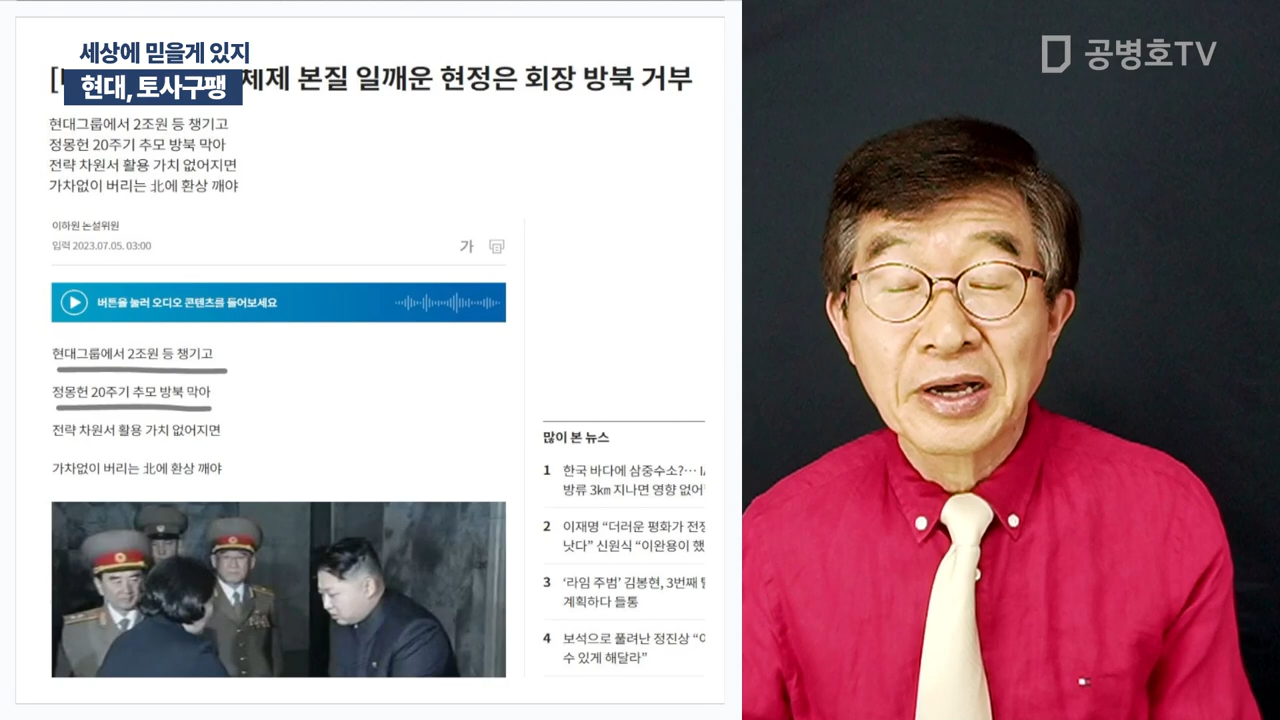 세상에 믿을게 있지
현대, 토사구팽
체제 본질 일깨운 현정은 회장 방북 거부
현대그룹에서 2조원 등 챙기고
정몽헌 20주기 추모 방북 막아
전략 차원서 활용 가치 없어지면
가차없이 버리는 北에 환상 깨야
이하원 논설위원
입력 2023.07.05. 03:00
가
버튼을 눌러 오디오 콘텐츠를 들어보세요
현대그룹에서 2조원 등 챙기고
정몽헌 20주기 추모 방북 막아
전략 차원서 활용 가치 없어지면
가차없이 버리는 北에 환상 깨야
많이 본 뉴스
1 한국 바다에 삼중수소?…
방류 3km 지나면 영향 없어
2 이재명 “더러운 평화가 전쟁
낫다” 신원식 “이완용이 했
3 ‘라임 주범’ 김봉현, 3번째
계획하다 들통
4 보석으로 풀려난 정진상
수 있게 해달라”
공병호TV